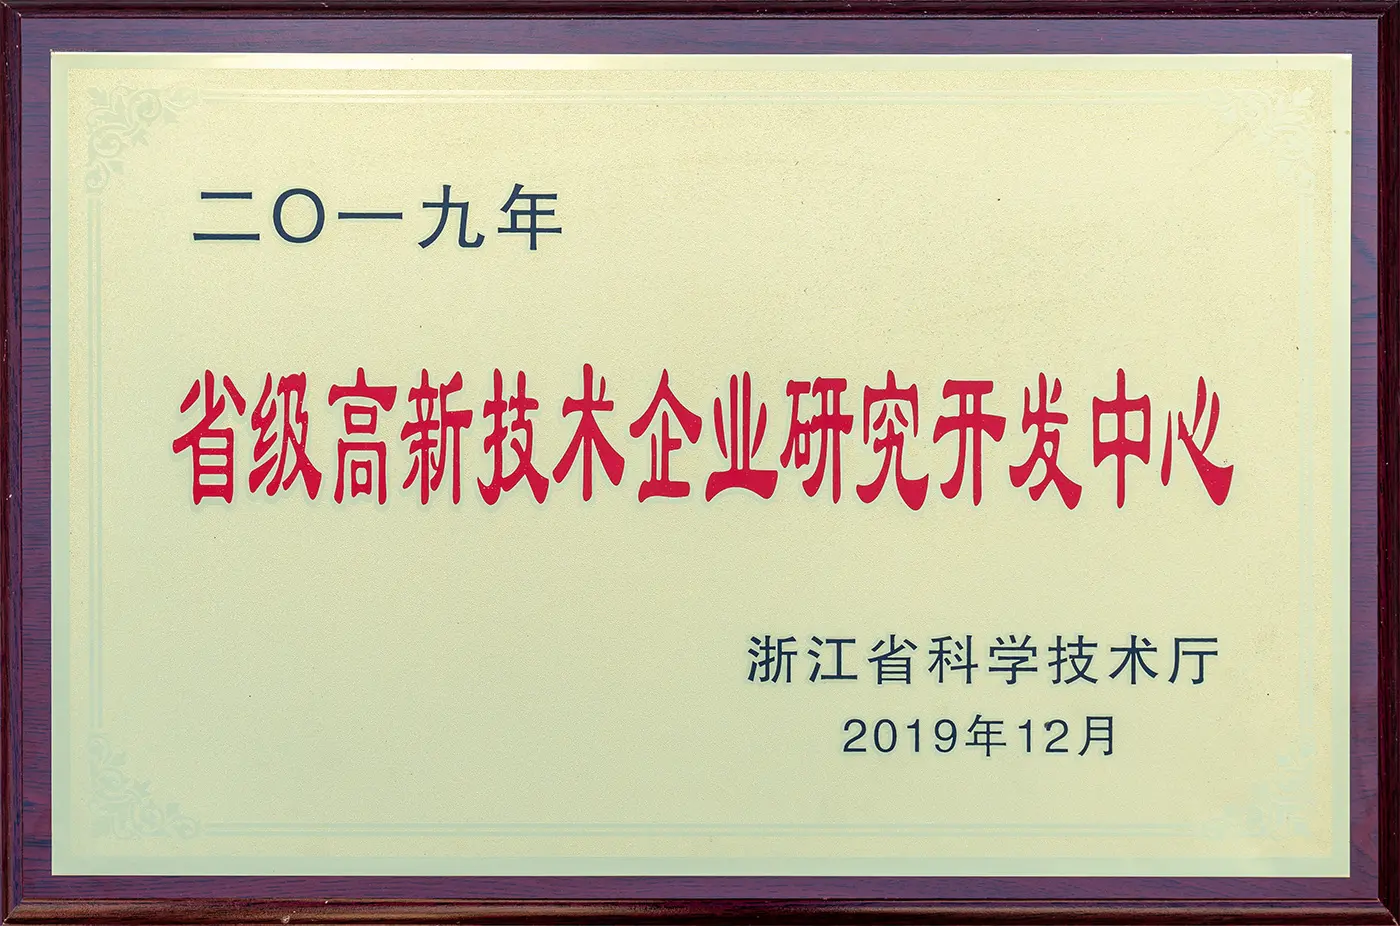 二〇一九年
省级高新技术企业研究开发中心
浙江省科学技术厅
2019年12月